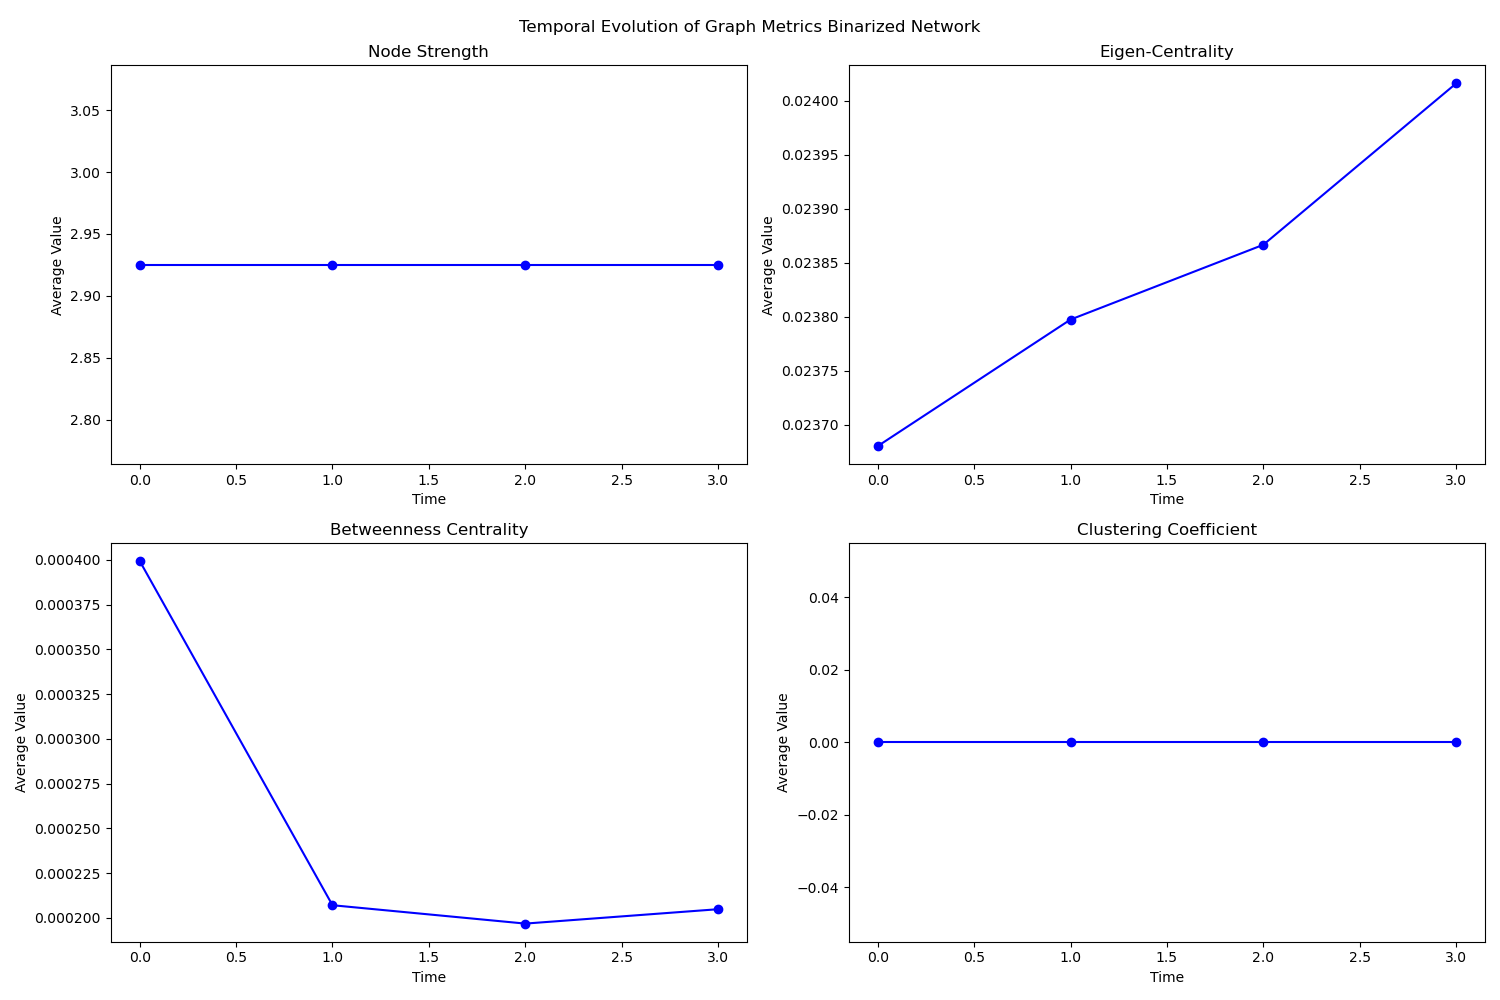 Temporal Evolution of Graph Metrics Binarized Network
Node Strength
Average Value
3.05
3.00
2.95
2.90
2.85
2.80
0.0 0.5 1.0 1.5 2.0 2.5 3.0
Time
Eigen-Centrality
Average Value
0.02400
0.02395
0.02390
0.02385
0.02380
0.02375
0.02370
0.0 0.5 1.0 1.5 2.0 2.5 3.0
Time
Betweenness Centrality
Average Value
0.000400
0.000375
0.000350
0.000325
0.000300
0.000275
0.000250
0.000225
0.000200
0.0 0.5 1.0 1.5 2.0 2.5 3.0
Time
Clustering Coefficient
Average Value
0.04
0.02
0.00
−0.02
−0.04
0.0 0.5 1.0 1.5 2.0 2.5 3.0
Time